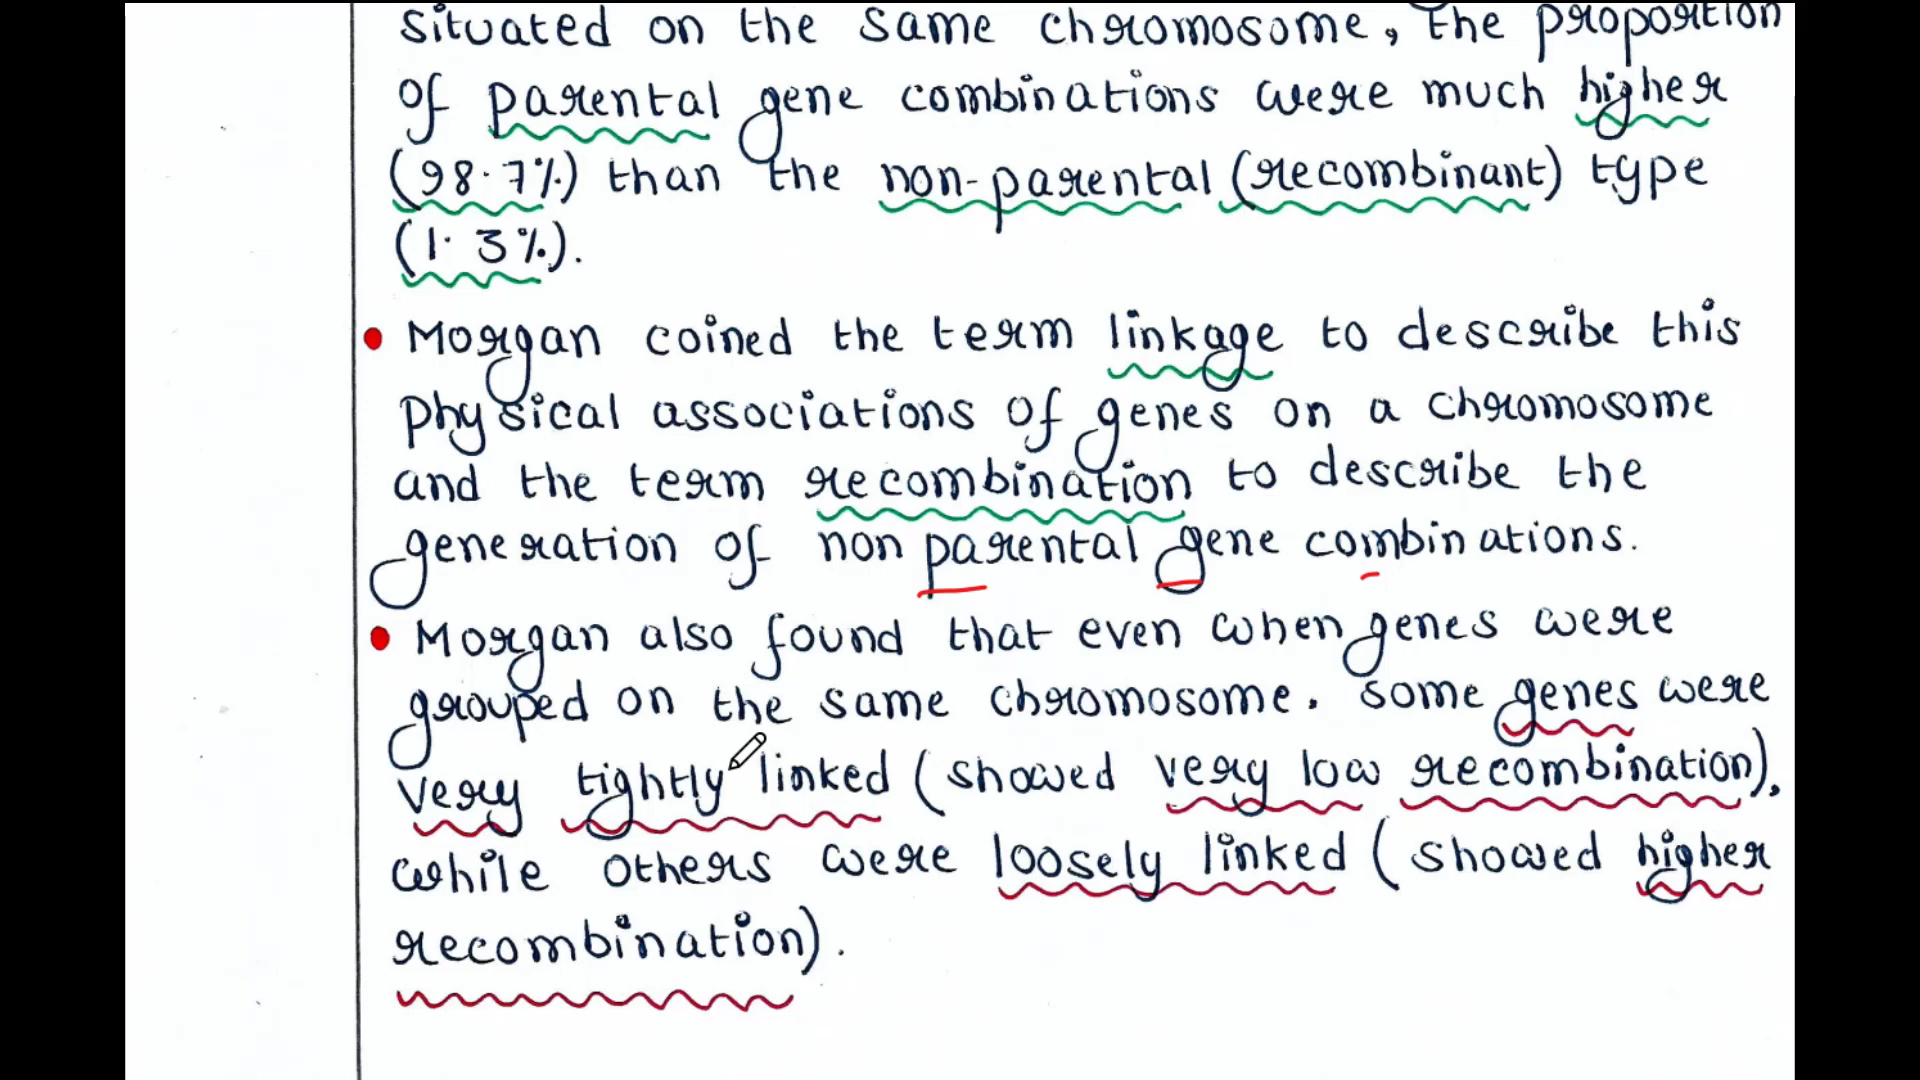 situated on the same chromosome, the proportion
of parental gene combinations were much higher
(98.7%) than the non-parental (recombinant) type
(1.3%).
• Morgan coined the term linkage to describe this
physical associations of genes on a chromosome
and the term recombination to describe the
generation of non parental gene combinations.
• Morgan also found that even when genes were
grouped on the same chromosome. some genes were
very tightly linked (showed very low recombination),
while others were loosely linked (showed higher
recombination).